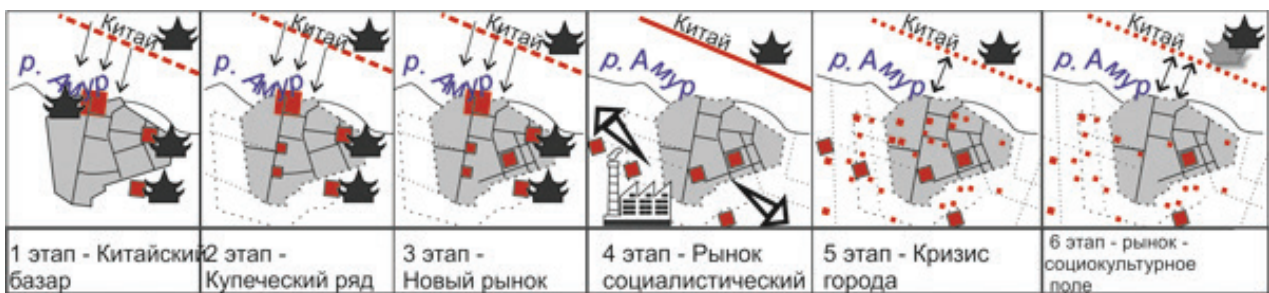 Китай
р. Амур
1 этап - Китайский
базар
Китай
р. Амур
2 этап -
Купеческий ряд
Китай
р. Амур
3 этап -
Новый рынок
Китай
р. Амур
4 этап - Рынок
социалистический
Китай
р. Амур
5 этап - Кризис
города
Китай
р. Амур
6 этап - рынок -
социокультурное
поле